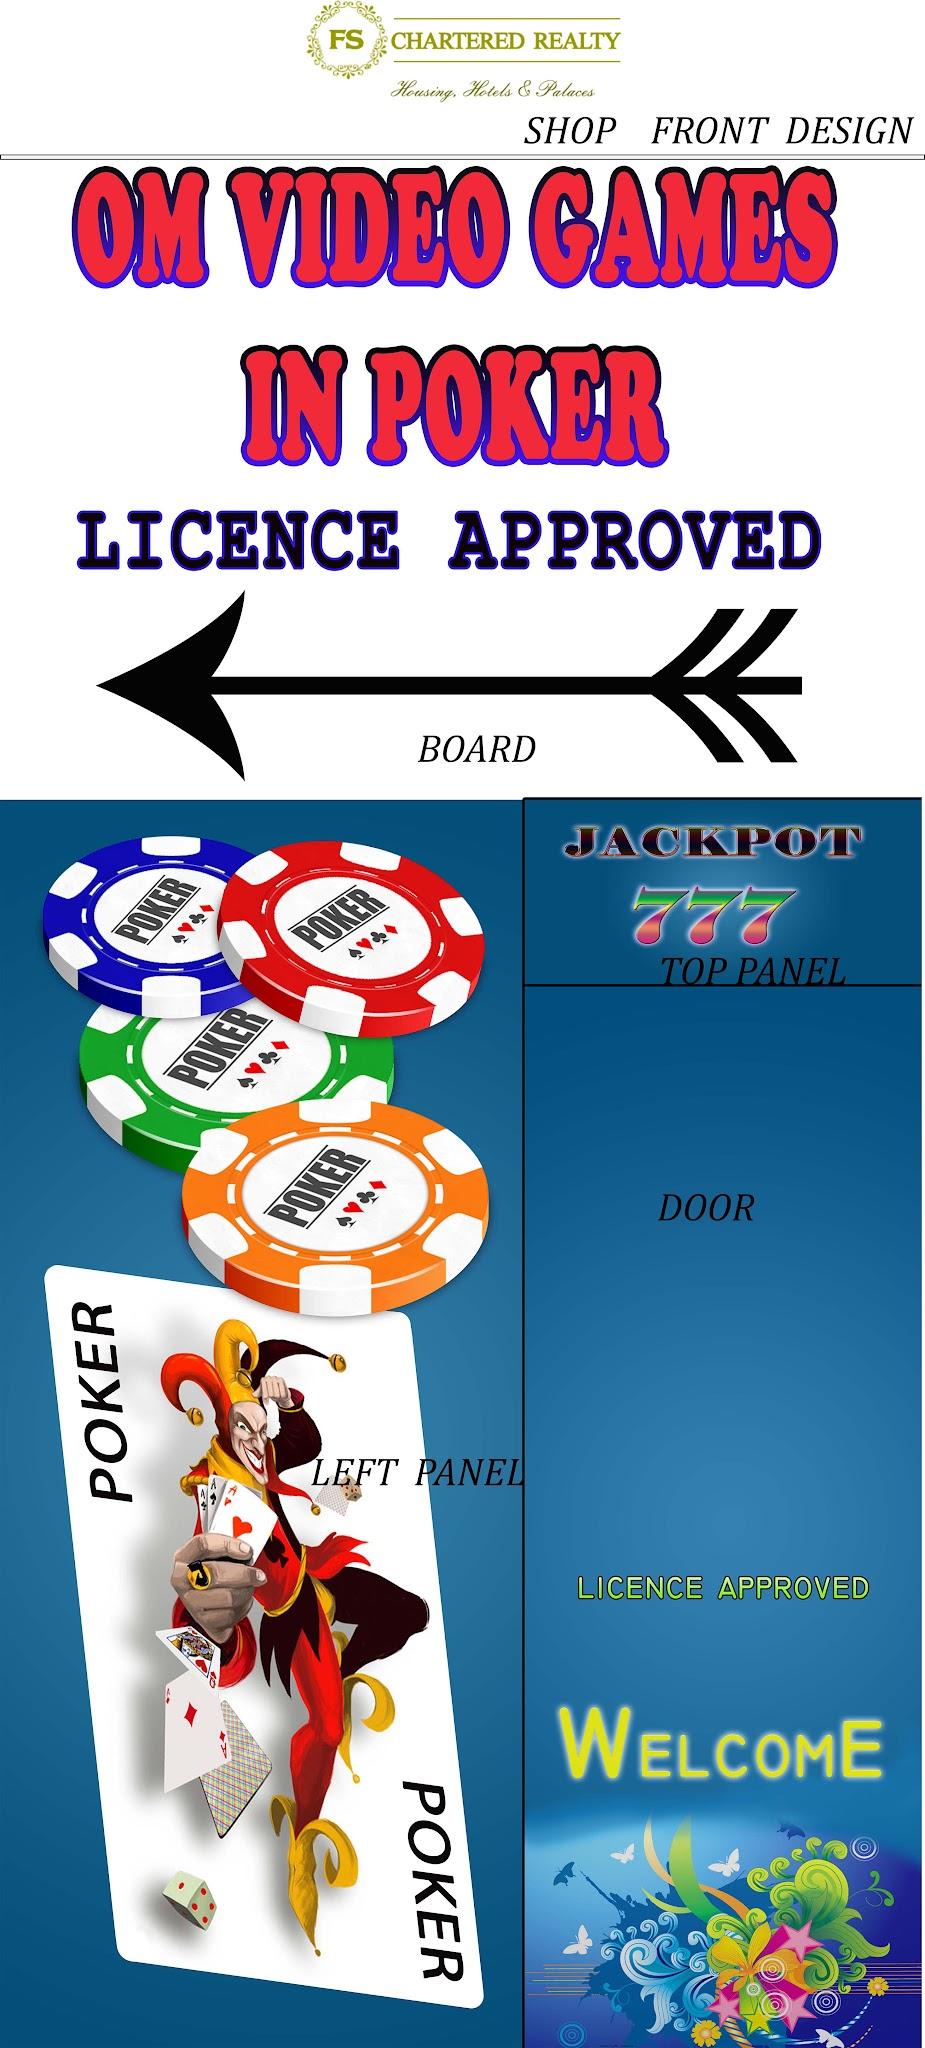 FS
CHARTERED REALTY
Housing, Hotels & Palaces
SHOP FRONT DESIGN
OM VIDEO GAMES
IN POKER
LICENCE APPROVED
BOARD
JACKPOT
777
TOP PANEL
POKER
POKER
POKER
POKER
DOOR
POKER
LEFT PANEL
A
A
A
LICENCE APPROVED
WELCOME
Q
A
A
POKER